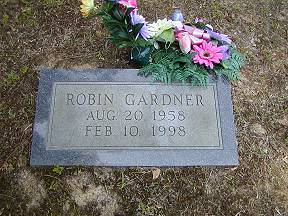 ROBIN GARDNER
AUG. 20. 1958
FEB. 10. 1998